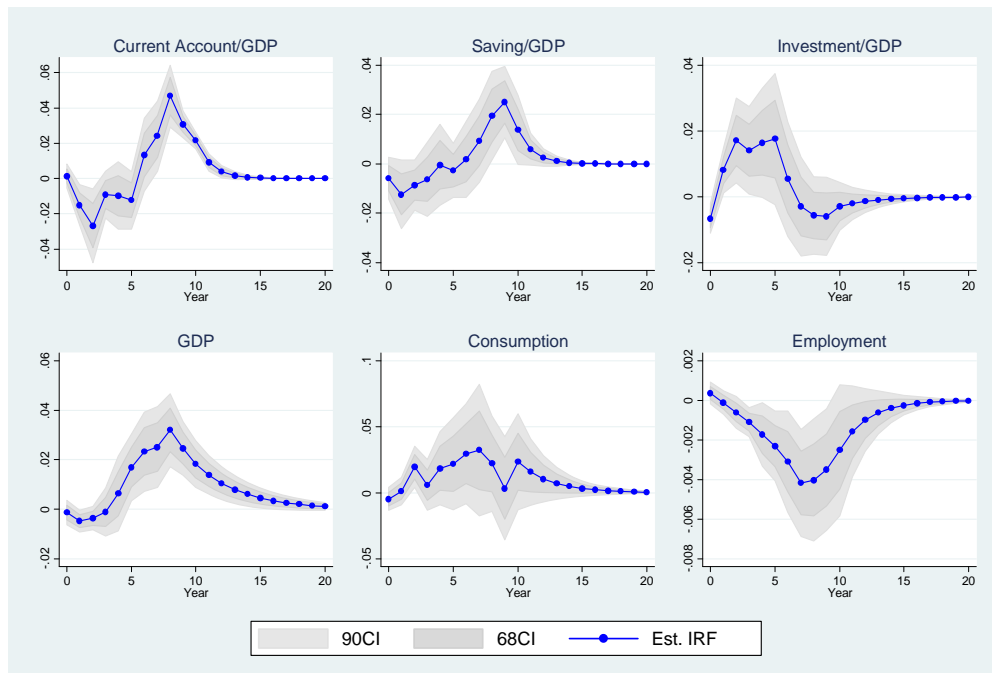 Current Account/GDP
.06
.04
.02
0
-.02
-.04
0 5 10 15 20
Year
Saving/GDP
.04
.02
0
-.02
-.04
0 5 10 15 20
Year
Investment/GDP
.04
.02
0
-.02
0 5 10 15 20
Year
GDP
.06
.04
.02
0
-.02
0 5 10 15 20
Year
Consumption
.1
.05
0
-.05
0 5 10 15 20
Year
Employment
.002
0
-.002
-.004
-.006
-.008
0 5 10 15 20
Year
90CI 68CI Est. IRF